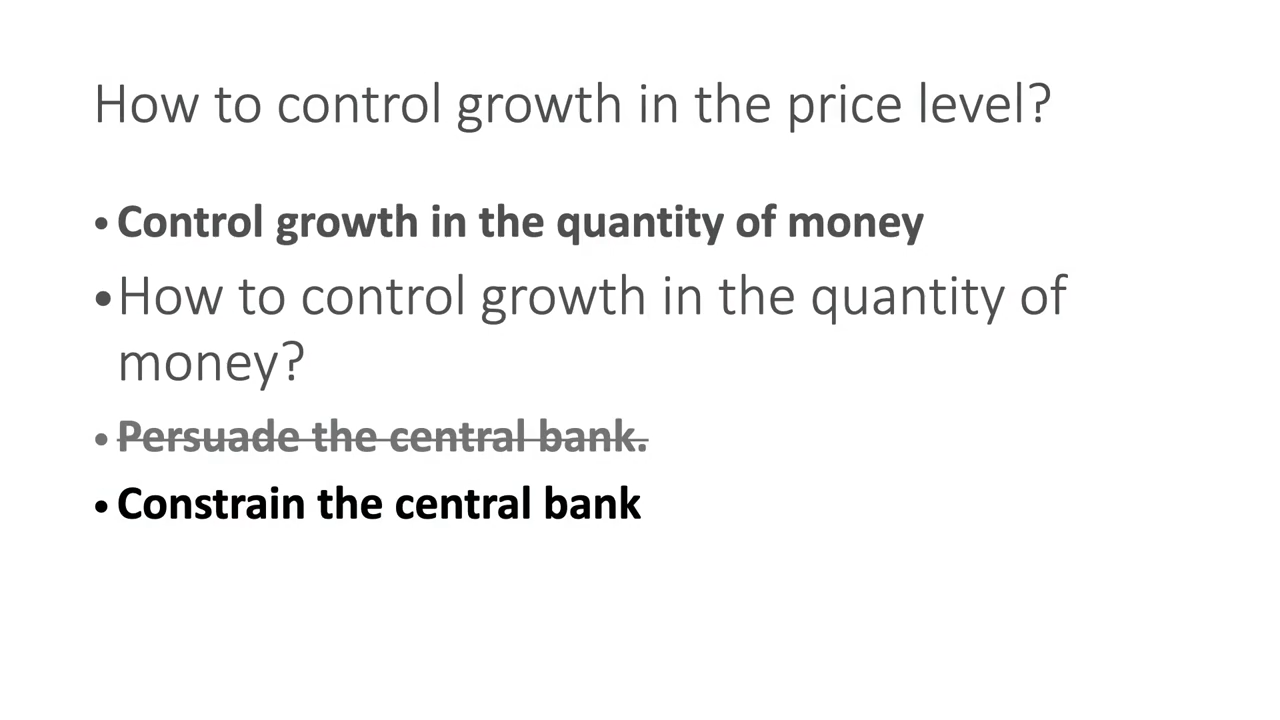 How to control growth in the price level?
• Control growth in the quantity of money
• How to control growth in the quantity of
money?
• Persuade the central bank.
• Constrain the central bank